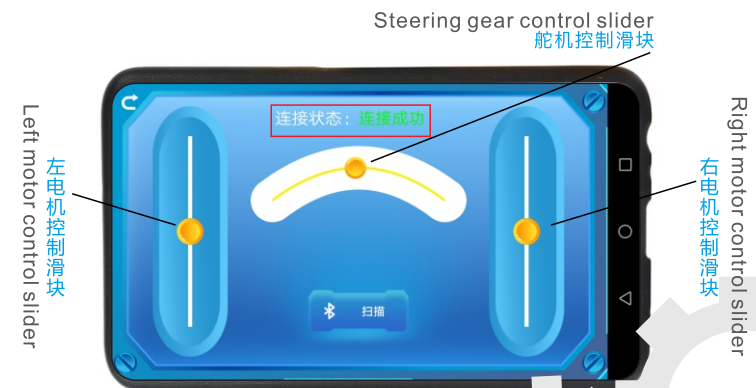 Steering gear control slider
舵机控制滑块
连接状态：连接成功
Left motor control slider
左电机控制滑块
右电机控制滑块
Right motor control slider
扫描